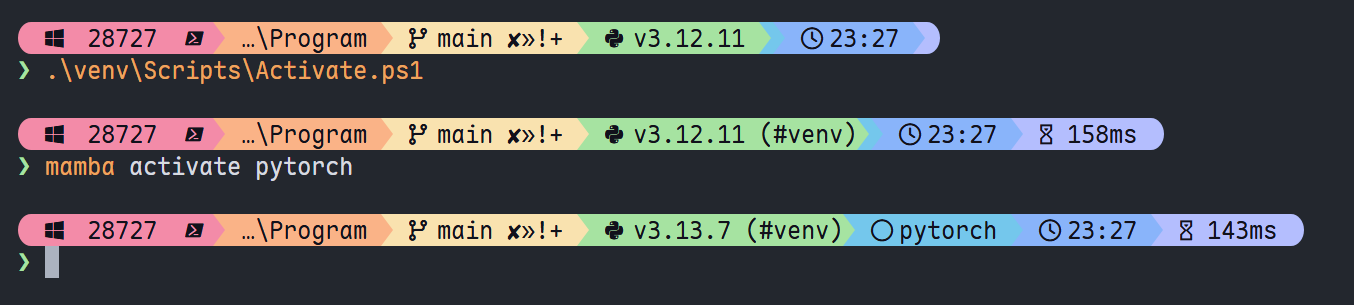 28727 …\Program main ✘»!+ v3.12.11 23:27
❯ .\venv\Scripts\Activate.ps1
28727 …\Program main ✘»!+ v3.12.11 (#venv) 23:27 158ms
❯ mamba activate pytorch
28727 …\Program main ✘»!+ v3.13.7 (#venv) pytorch 23:27 143ms
❯